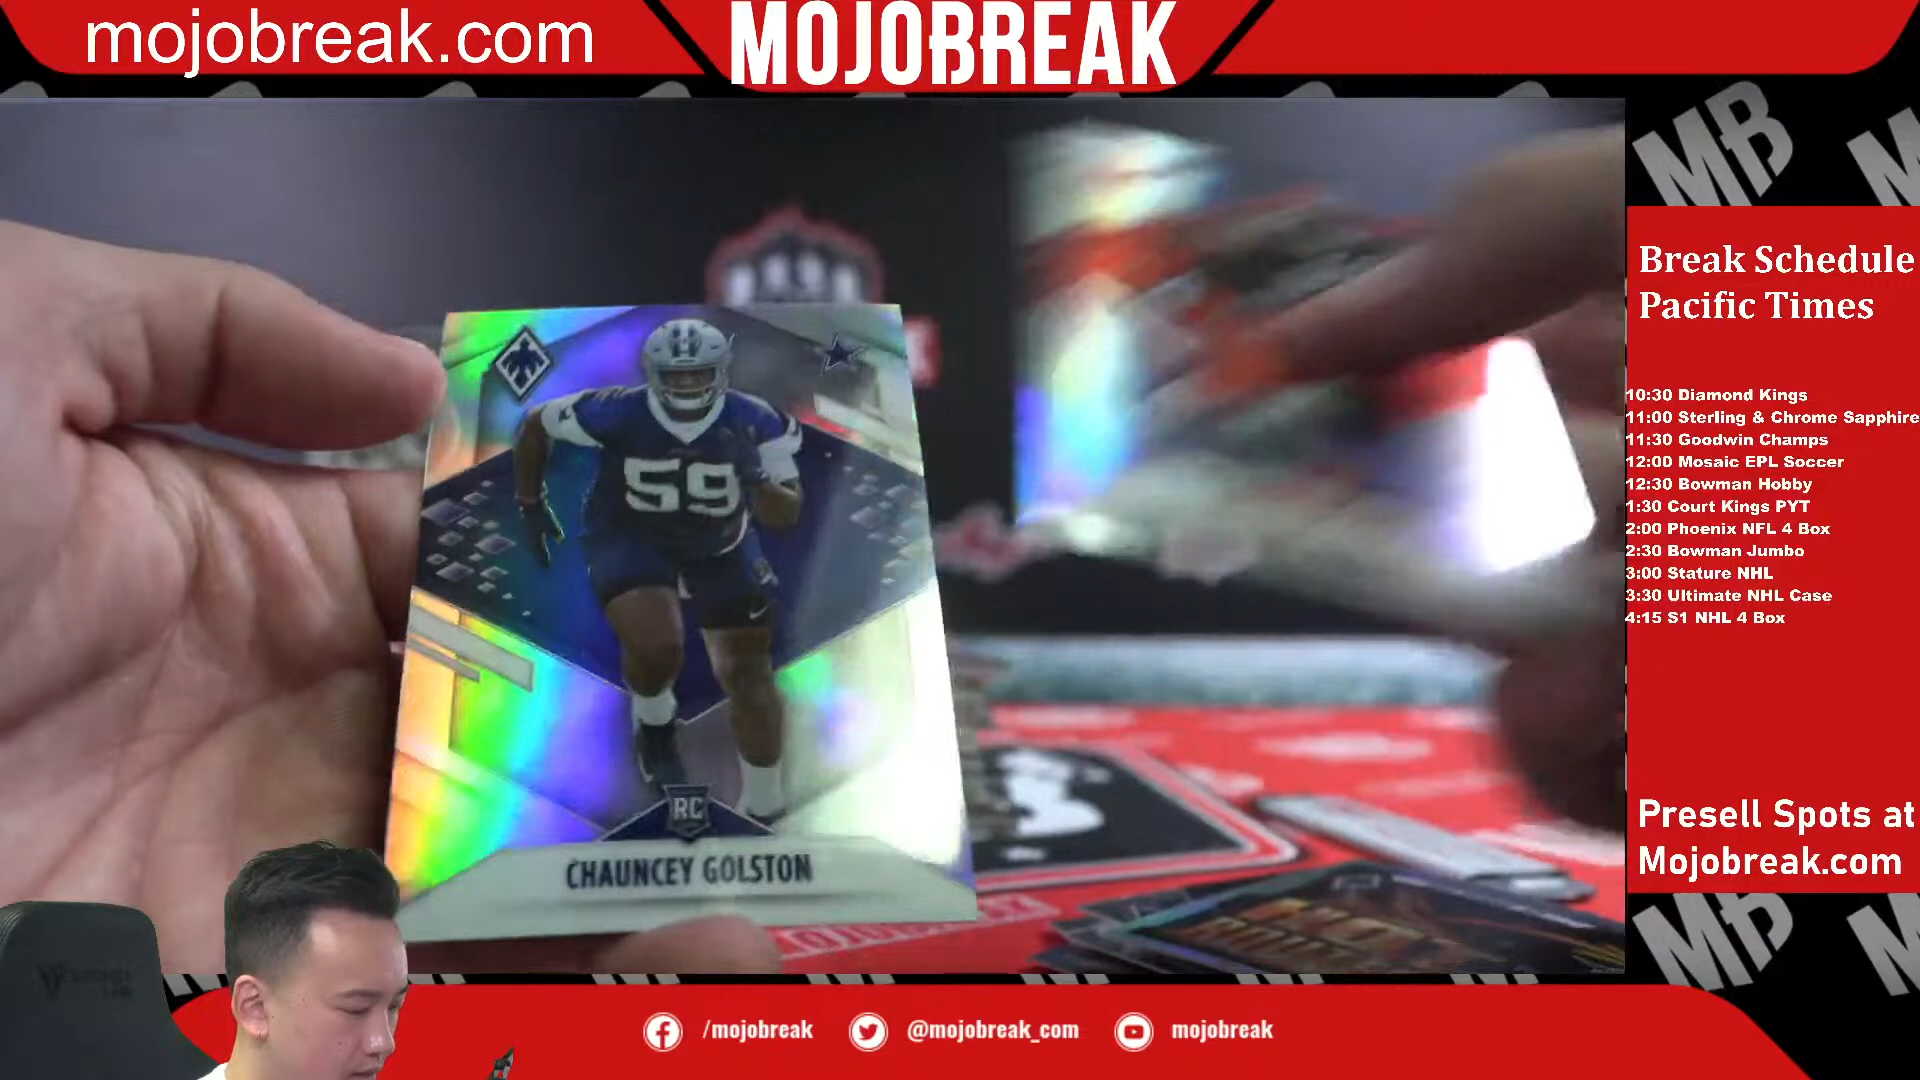 mojobreak.com
MOJOBREAK
Break Schedule
Pacific Times
10:30 Diamond Kings
11:00 Sterling & Chrome Sapphire
11:30 Goodwin Champs
12:00 Mosaic EPL Soccer
12:30 Bowman Hobby
1:30 Court Kings PYT
2:00 Phoenix NFL 4 Box
2:30 Bowman Jumbo
3:00 Stature NHL
3:30 Ultimate NHL Case
4:15 S1 NHL 4 Box
Presell Spots at
Mojobreak.com
MB
MB
59
RC
CHAUNCEY GOLSTON
/mojobreak
@mojobreak_com
mojobreak